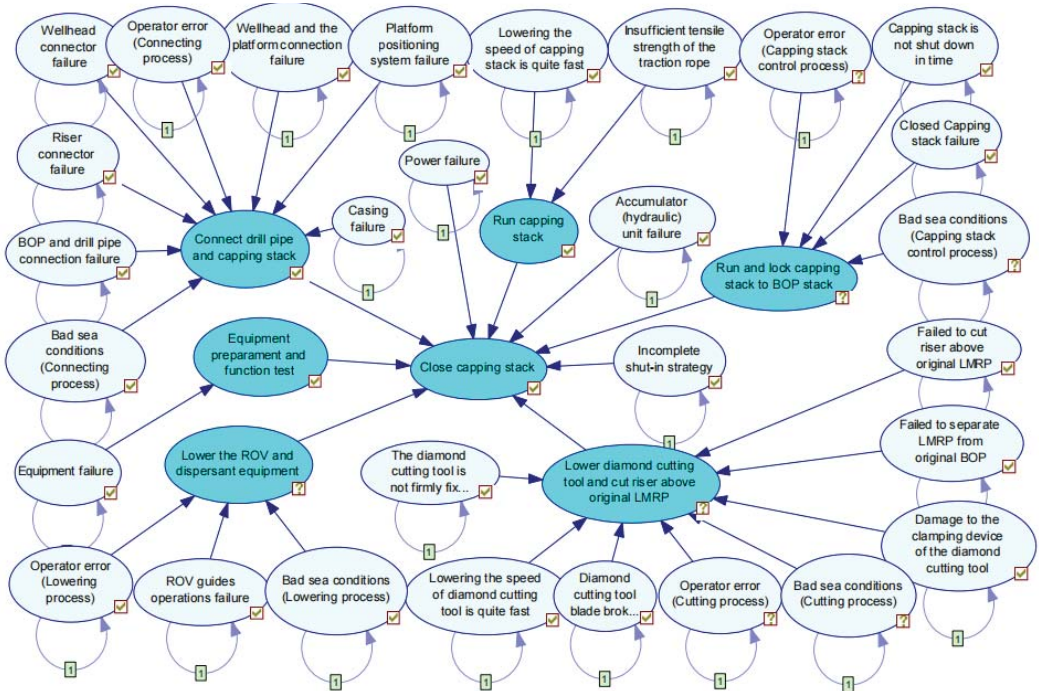 Wellhead
connector
failure
Operator error
(Connecting
process)
Wellhead and the
platform connection
failure
Platform
positioning
system failure
Lowering the
speed of capping
stack is quite fast
Insufficient tensile
strength of the
traction rope
Operator error
(Capping stack
control process)
?
Capping stack is
not shut down
in time
1
1
1
1
1
1
Riser
connector
failure
Power failure
Closed Capping
stack failure
Casing
failure
Run capping
stack
Accumulator
(hydraulic)
unit failure
Bad sea conditions
(Capping stack
control process)
?
BOP and drill pipe
connection failure
Connect drill pipe
and capping stack
1
1
1
Run and lock capping
stack to BOP stack
?
Bad sea
conditions
(Connecting
process)
Equipment
preparament and
function test
Close capping stack
Incomplete
shut-in strategy
1
Failed to cut
riser above
original LMRP
Equipment failure
Lower the ROV and
dispersant equipment
?
The diamond
cutting tool is
not firmly fix...
1
Lower diamond cutting
tool and cut riser above
original LMRP
?
Failed to separate
LMRP from
original BOP
Damage to the
clamping device
of the diamond
cutting tool
1
Operator error
(Lowering
process)
1
ROV guides
operations failure
1
Bad sea conditions
(Lowering process)
1
Lowering the speed
of diamond cutting
tool is quite fast
1
Diamond
cutting tool
blade brok...
1
Operator error
(Cutting process)
?
1
Bad sea conditions
(Cutting process)
?
1